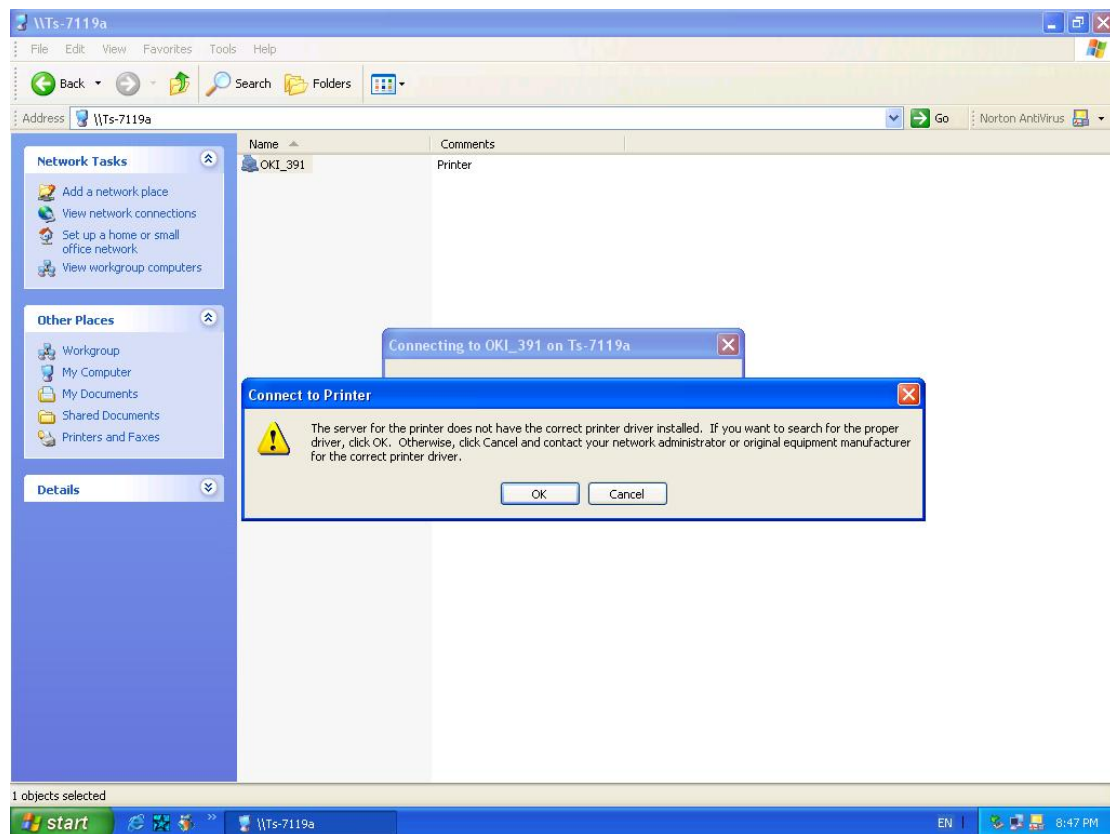 \\Ts-7119a
File Edit View Favorites Tools Help
Back Search Folders
Address \\Ts-7119a Go Norton AntiVirus
Name Comments
OKI_391 Printer
Network Tasks
Add a network place
View network connections
Set up a home or small
office network
View workgroup computers
Other Places
Workgroup
My Computer
My Documents
Shared Documents
Printers and Faxes
Details
Connecting to OKI_391 on Ts-7119a
Connect to Printer
The server for the printer does not have the correct printer driver installed. If you want to search for the proper
driver, click OK. Otherwise, click Cancel and contact your network administrator or original equipment manufacturer
for the correct printer driver.
OK Cancel
1 objects selected
start \\Ts-7119a EN 8:47 PM